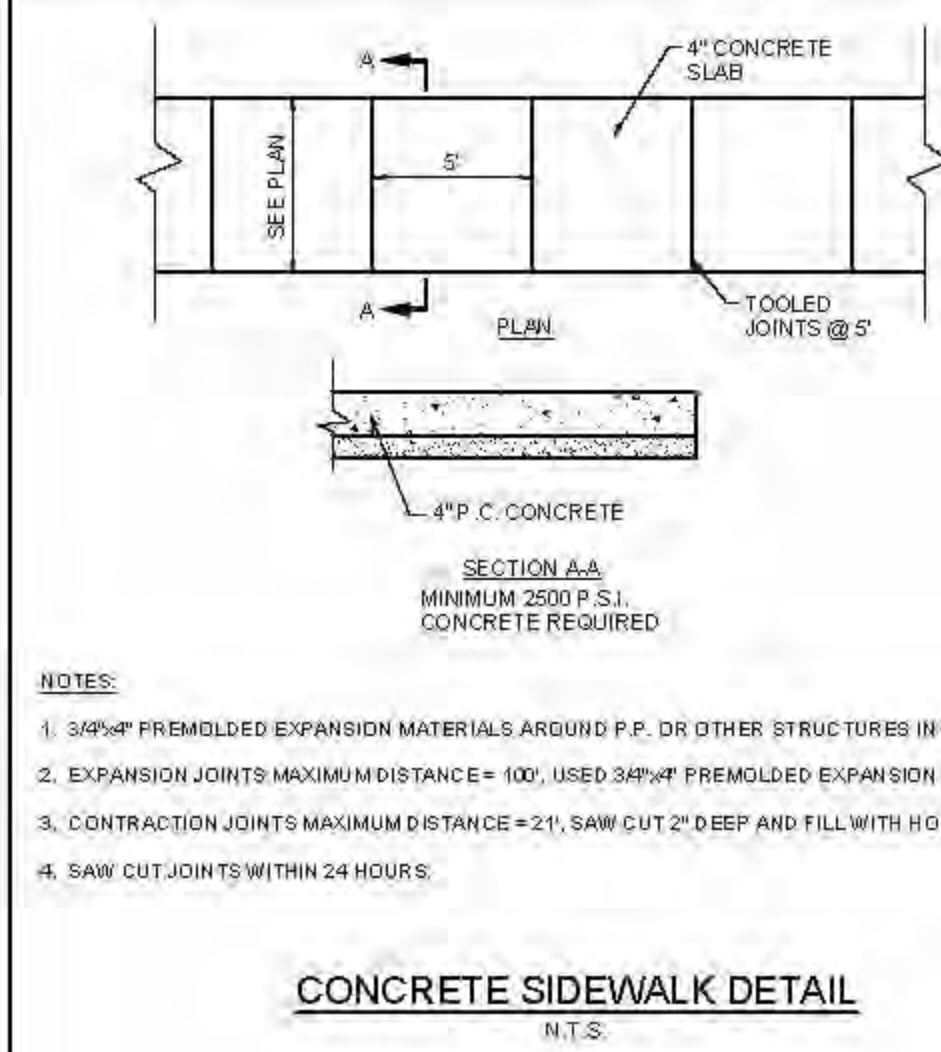 A
4" CONCRETE
SLAB
SEE PLAN
5'
A
TOOLED
JOINTS @ 5'
PLAN
4" P.C. CONCRETE
SECTION A-A
MINIMUM 2500 P.S.I.
CONCRETE REQUIRED
NOTES:
1. 3/4"x4" PREMOLDED EXPANSION MATERIALS AROUND P.P. OR OTHER STRUCTURES IN
2. EXPANSION JOINTS MAXIMUM DISTANCE = 100', USED 3/4"x4" PREMOLDED EXPANSION
3. CONTRACTION JOINTS MAXIMUM DISTANCE = 21', SAW CUT 2" DEEP AND FILL WITH HO
4. SAW CUT JOINTS WITHIN 24 HOURS.
CONCRETE SIDEWALK DETAIL
N.T.S.